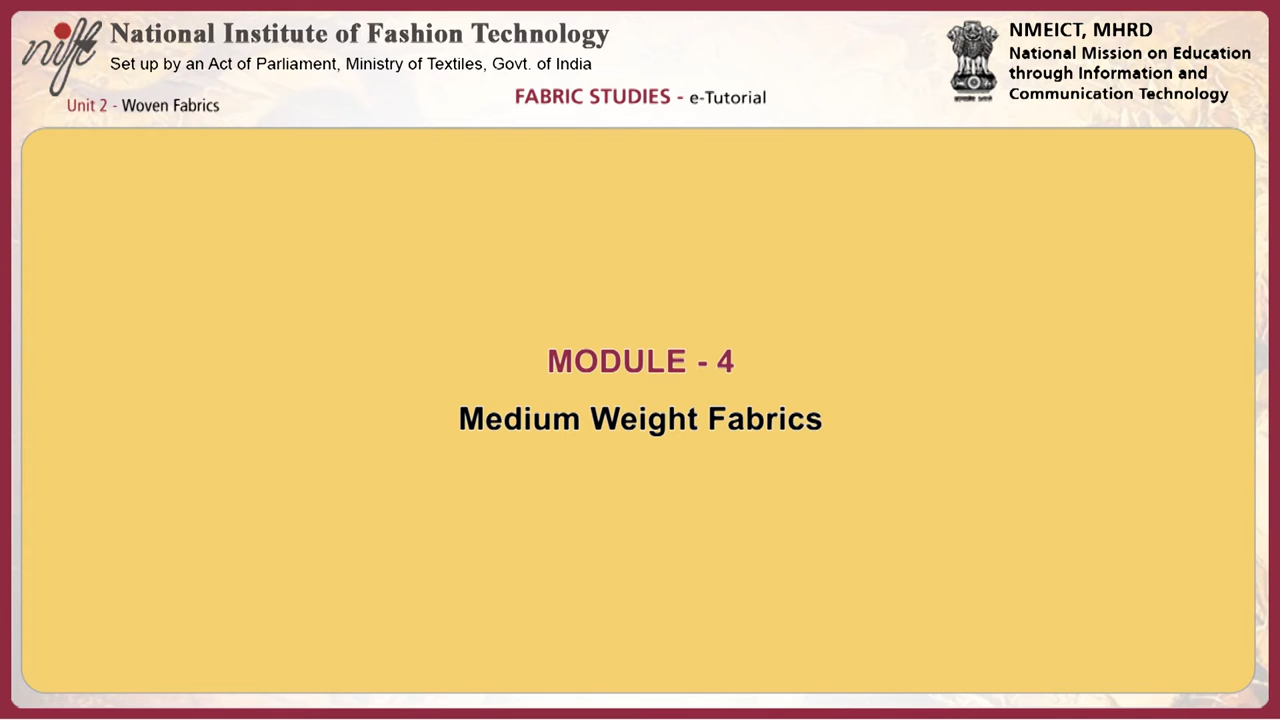 nift
National Institute of Fashion Technology
Set up by an Act of Parliament, Ministry of Textiles, Govt. of India
Unit 2 - Woven Fabrics
FABRIC STUDIES - e-Tutorial
NMEICT, MHRD
National Mission on Education
through Information and
Communication Technology
MODULE - 4
Medium Weight Fabrics